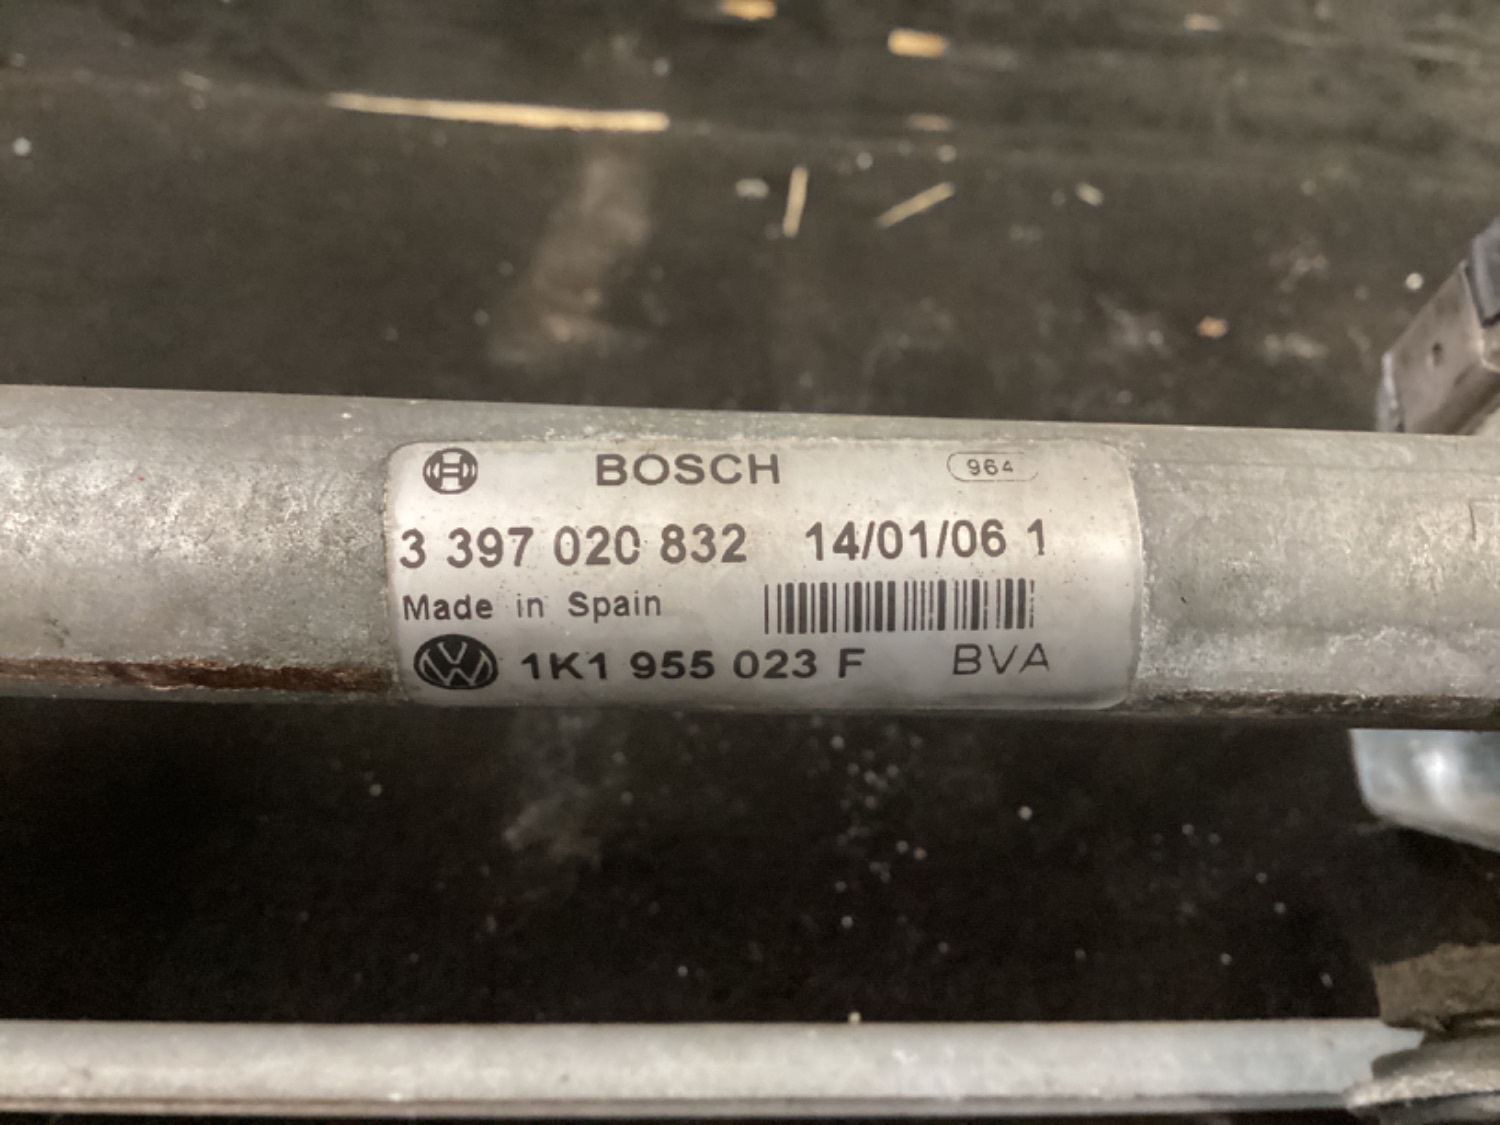 BOSCH 964
3 397 020 832 14/01/06 1
Made in Spain
1K1 955 023 F BVA